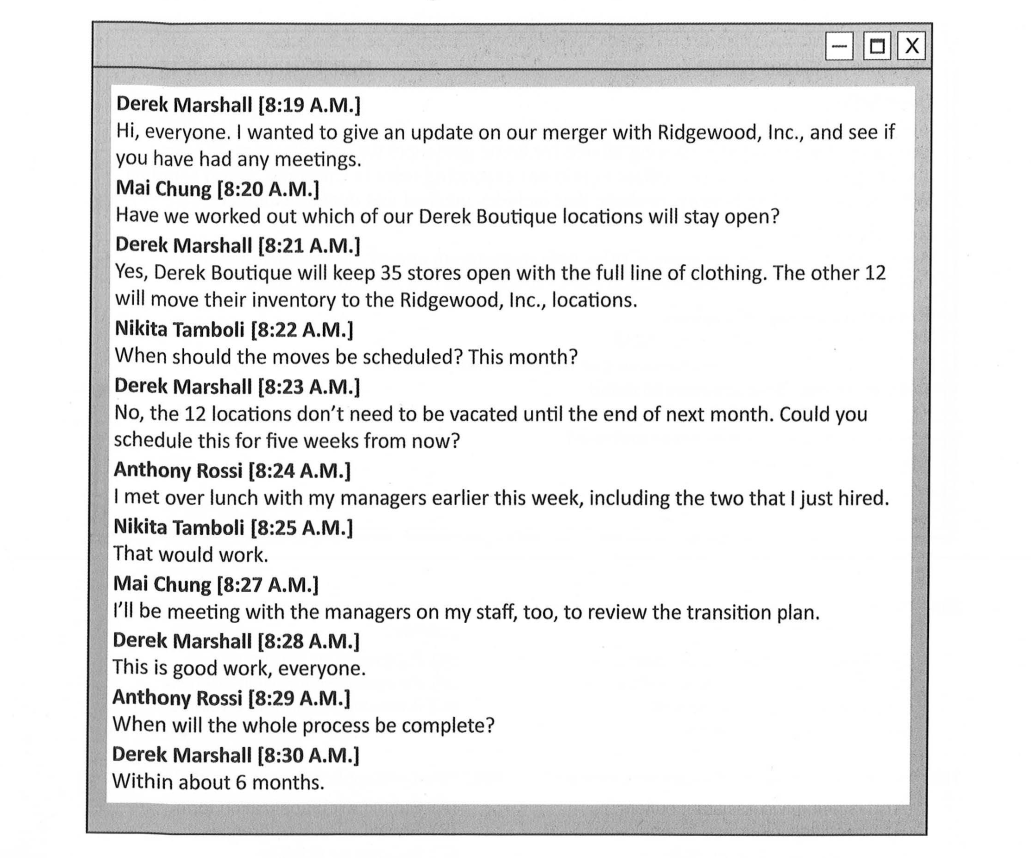 Derek Marshall [8:19 A.M.]
Hi, everyone. I wanted to give an update on our merger with Ridgewood, Inc., and see if
you have had any meetings.
Mai Chung [8:20 A.M.]
Have we worked out which of our Derek Boutique locations will stay open?
Derek Marshall [8:21 A.M.]
Yes, Derek Boutique will keep 35 stores open with the full line of clothing. The other 12
will move their inventory to the Ridgewood, Inc., locations.
Nikita Tamboli [8:22 A.M.]
When should the moves be scheduled? This month?
Derek Marshall [8:23 A.M.]
No, the 12 locations don’t need to be vacated until the end of next month. Could you
schedule this for five weeks from now?
Anthony Rossi [8:24 A.M.]
I met over lunch with my managers earlier this week, including the two that I just hired.
Nikita Tamboli [8:25 A.M.]
That would work.
Mai Chung [8:27 A.M.]
I’ll be meeting with the managers on my staff, too, to review the transition plan.
Derek Marshall [8:28 A.M.]
This is good work, everyone.
Anthony Rossi [8:29 A.M.]
When will the whole process be complete?
Derek Marshall [8:30 A.M.]
Within about 6 months.